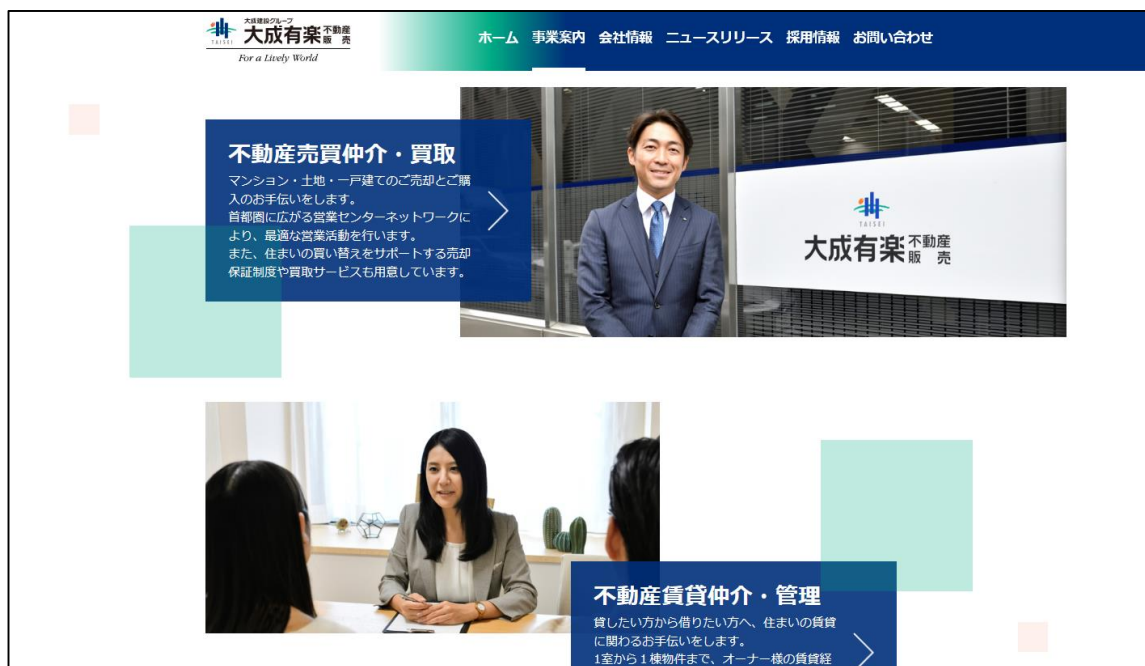 大成建設グループ
TAISEI 大成有楽不動産販売
For a Lively World
ホーム 事業案内 会社情報 ニュースリリース 採用情報 お問い合わせ
不動産売買仲介・買取
マンション・土地・一戸建てのご売却とご購
入のお手伝いをします。
首都圏に広がる営業センターネットワークに
より、最適な営業活動を行います。
また、住まいの買い替えをサポートする売却
保証制度や買取サービスも用意しています。
TAISEI
大成有楽不動産販売
不動産賃貸仲介・管理
貸したい方から借りたい方へ、住まいの賃貸
に関わるお手伝いをします。
1室から1棟物件まで、オーナー様の賃貸経